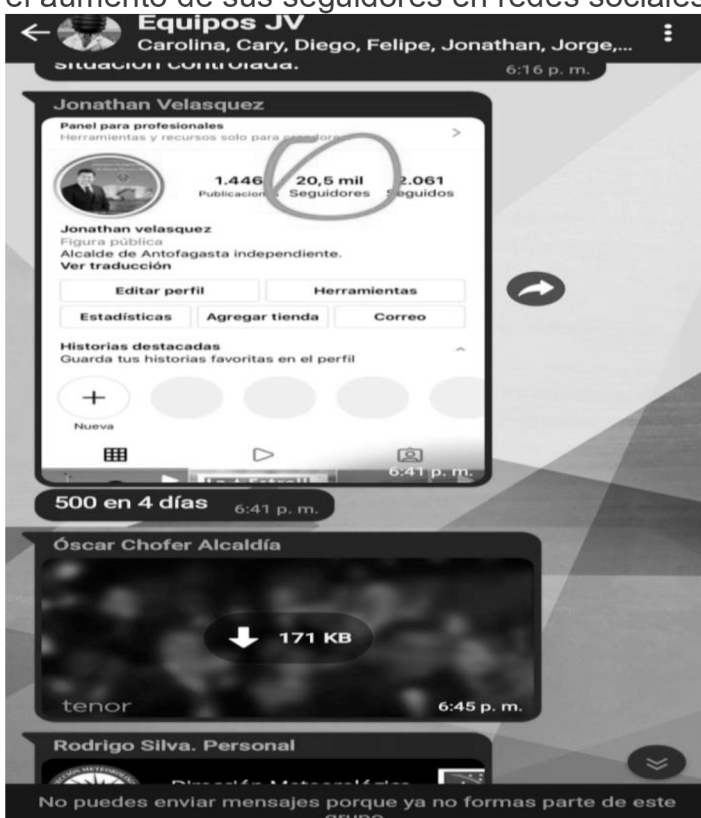 el aumento de sus seguidores en redes sociales
Equipos JV
Carolina, Cary, Diego, Felipe, Jonathan, Jorge,...
situación controlada.
6:16 p. m.
Jonathan Velasquez
Panel para profesionales
Herramientas y recursos solo para
1.446 20,5 mil 2.061
Publicaciones Seguidores Seguidos
Jonathan velasquez
Figura pública
Alcalde de Antofagasta independiente.
Ver traducción
Editar perfil Herramientas
Estadísticas Agregar tienda Correo
Historias destacadas
Guarda tus historias favoritas en el perfil
Nueva
6:41 p. m.
500 en 4 días 6:41 p. m.
Óscar Chofer Alcaldía
171 KB
tenor
6:45 p. m.
Rodrigo Silva. Personal
Dirección Meteorológica
No puedes enviar mensajes porque ya no formas parte de este
grupo